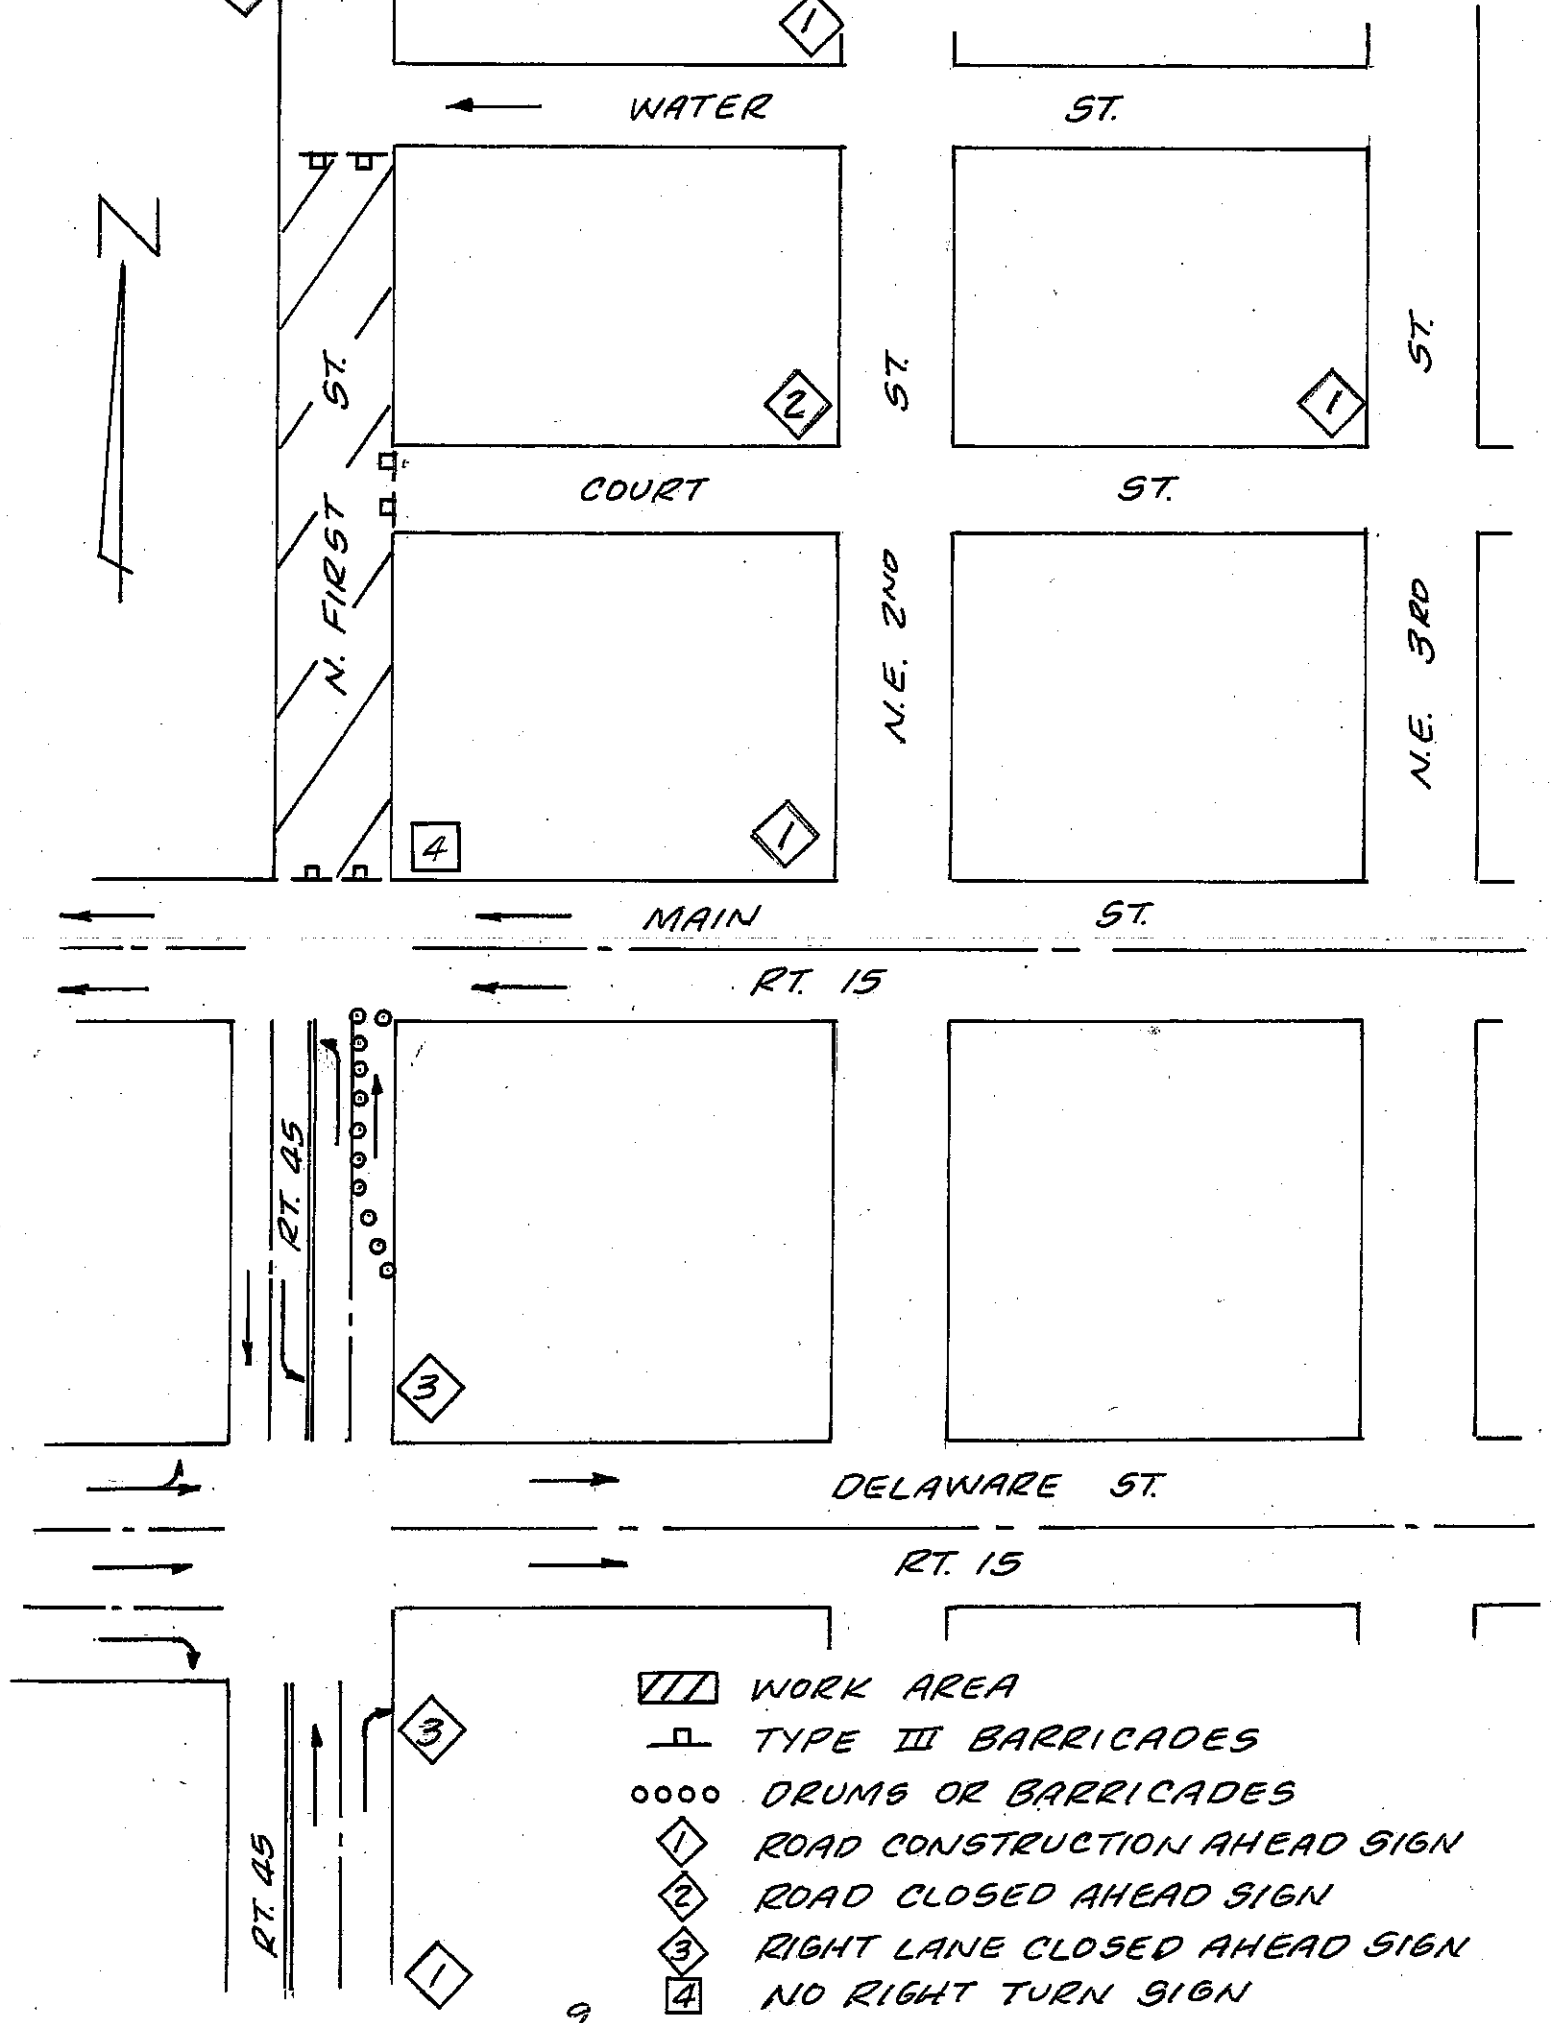 1
WATER ST.
N
2
1
N. FIRST ST.
N.E. 2ND ST.
N.E. 3RD ST.
COURT ST.
4
1
MAIN ST.
RT. 15
RT. 45
3
DELAWARE ST.
RT. 15
3
RT. 45
1
WORK AREA
TYPE III BARRICADES
DRUMS OR BARRICADES
1 ROAD CONSTRUCTION AHEAD SIGN
2 ROAD CLOSED AHEAD SIGN
3 RIGHT LANE CLOSED AHEAD SIGN
4 NO RIGHT TURN SIGN
9